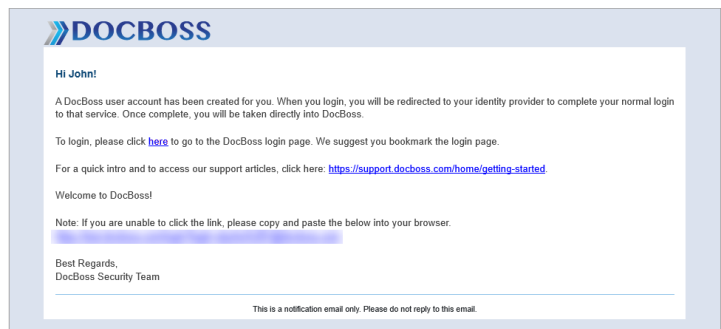 DOCBOSS
Hi John!
A DocBoss user account has been created for you. When you login, you will be redirected to your identity provider to complete your normal login
to that service. Once complete, you will be taken directly into DocBoss.
To login, please click here to go to the DocBoss login page. We suggest you bookmark the login page.
For a quick intro and to access our support articles, click here: https://support.docboss.com/home/getting-started.
Welcome to DocBoss!
Note: If you are unable to click the link, please copy and paste the below into your browser.
Best Regards,
DocBoss Security Team
This is a notification email only. Please do not reply to this email.